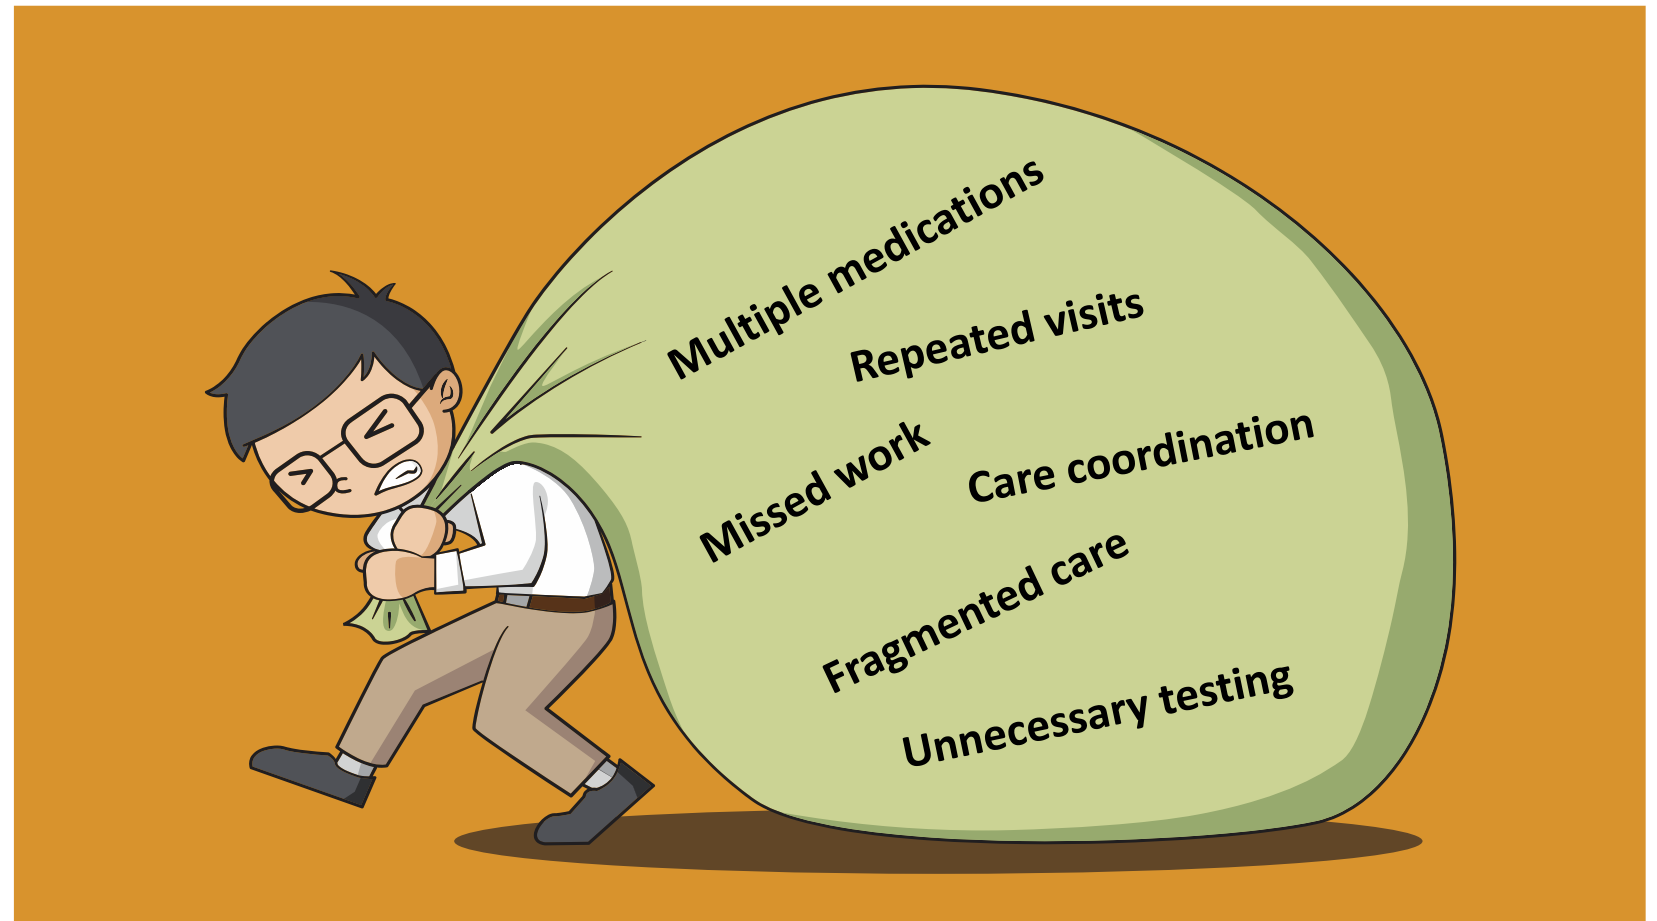 Multiple medications
Repeated visits
Missed work
Care coordination
Fragmented care
Unnecessary testing